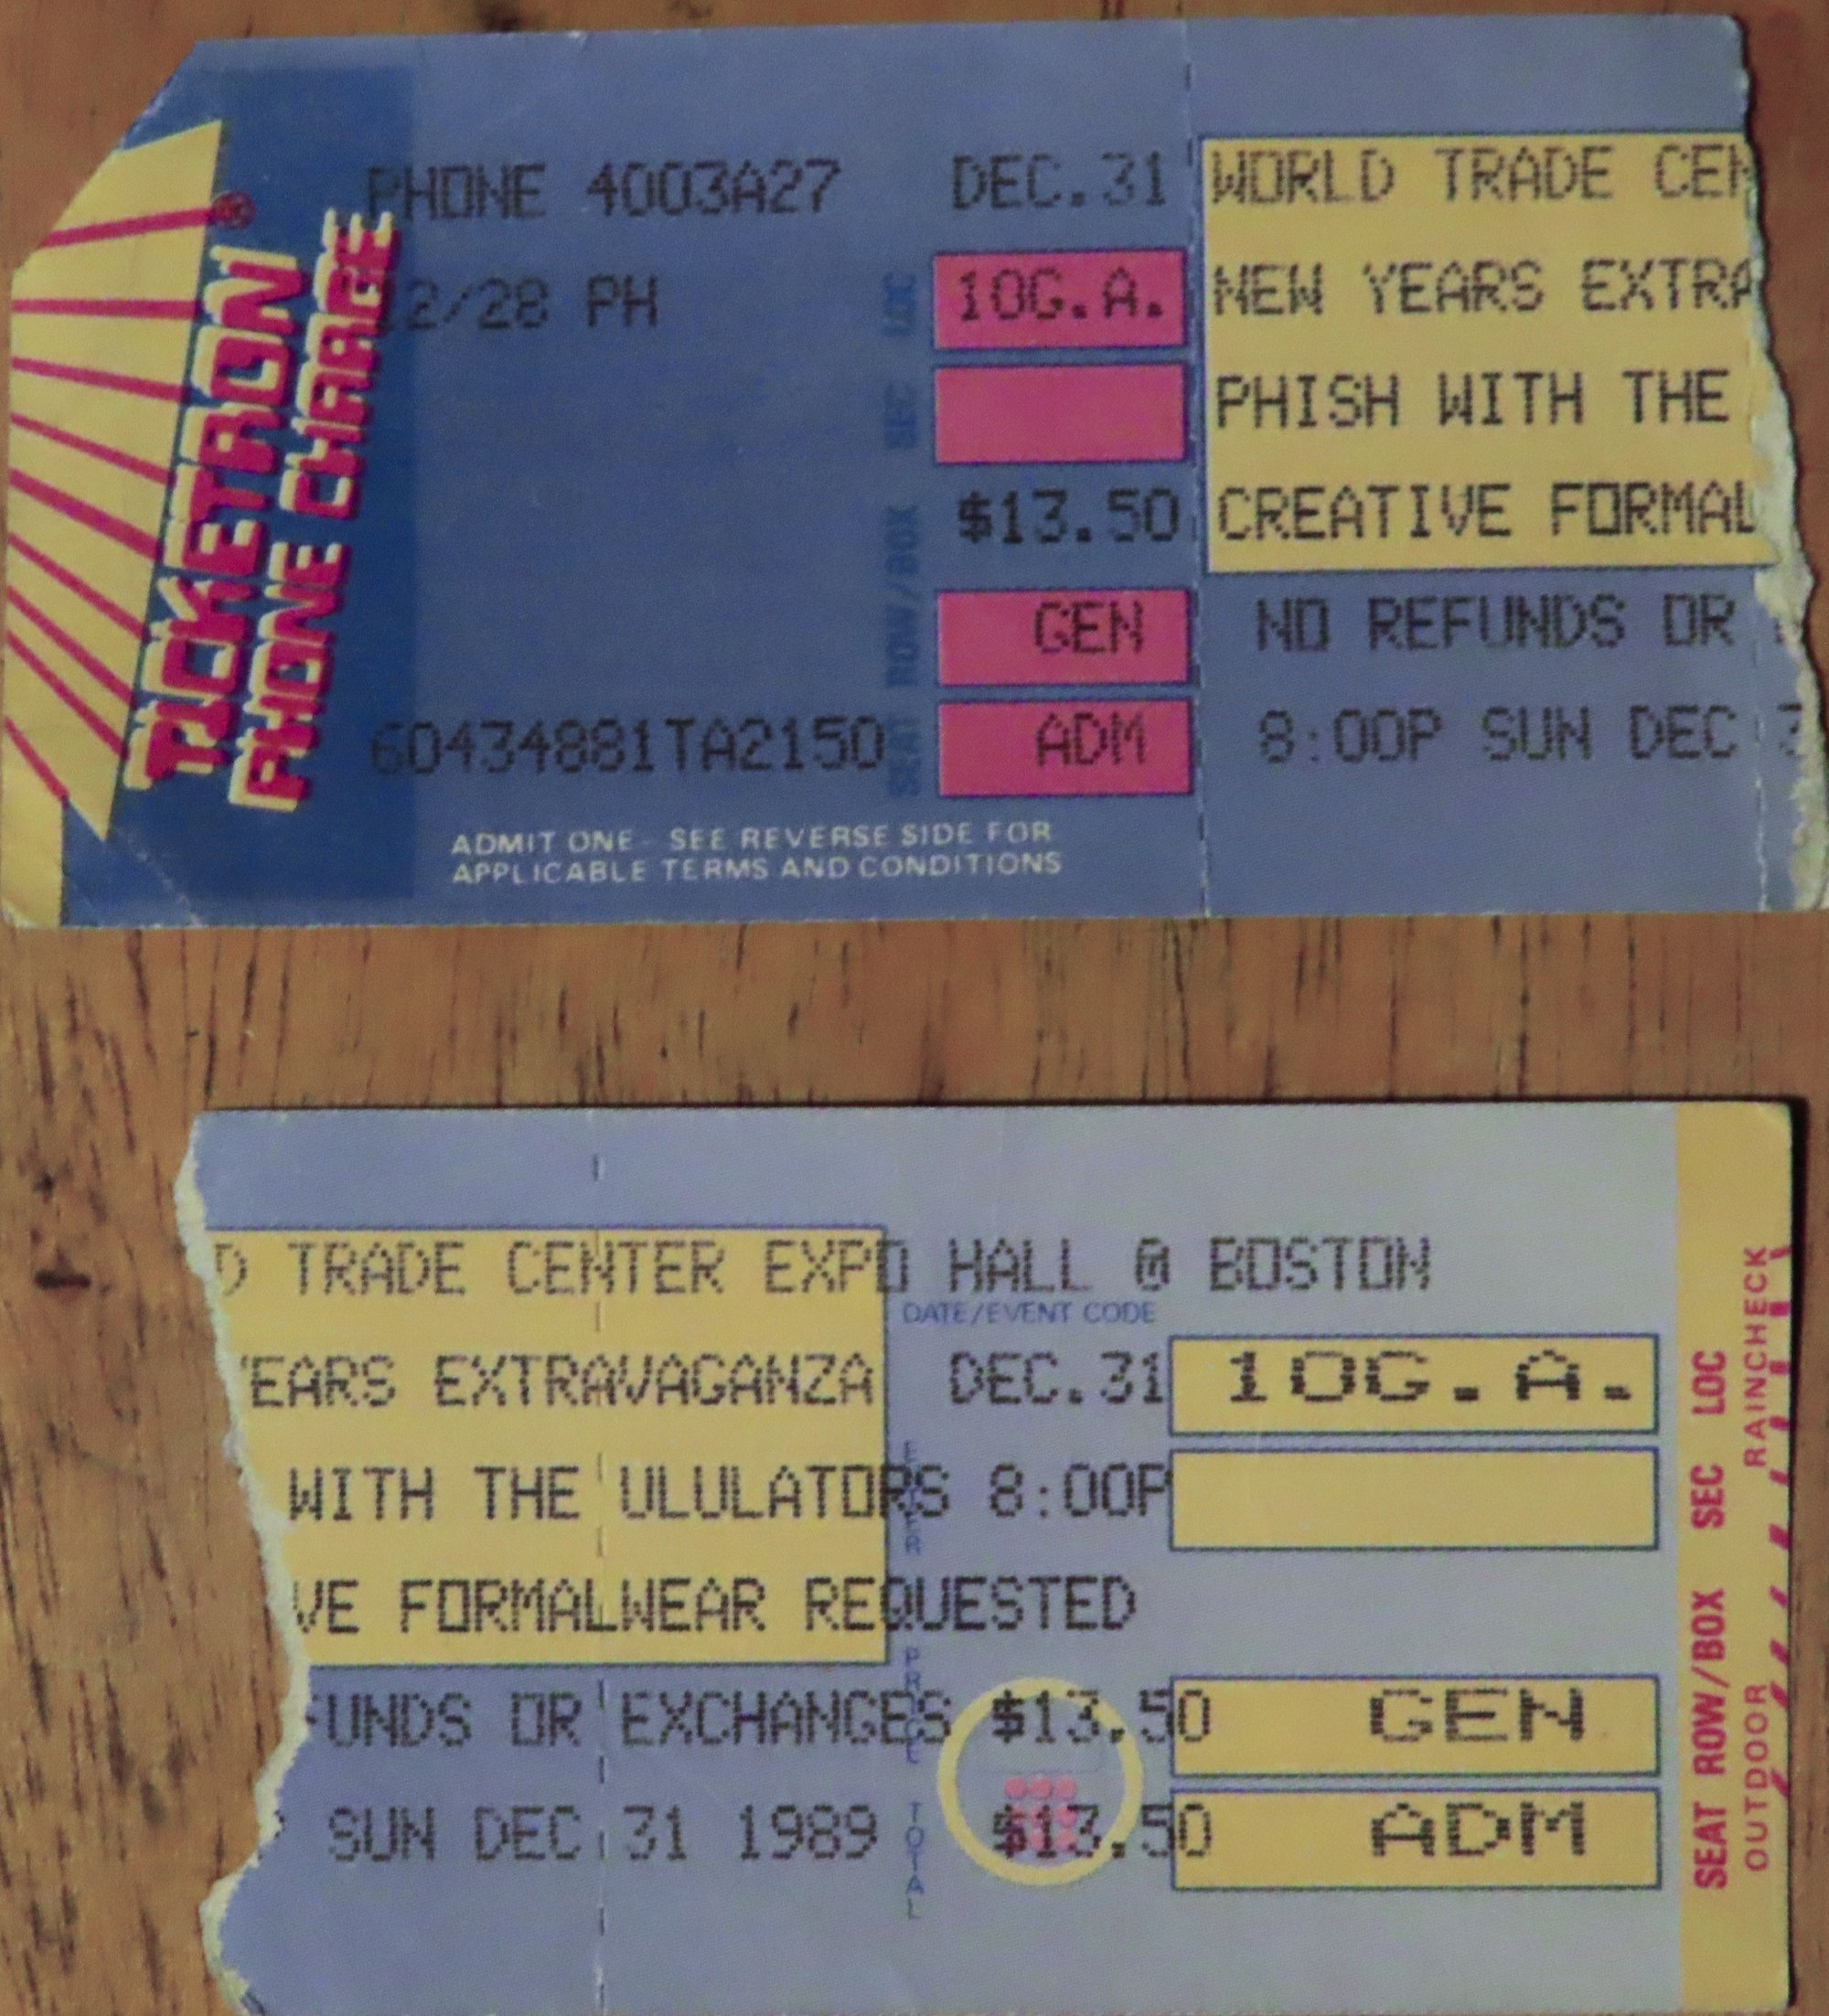 TICKETRON®
PHONE CHARGE
PHONE 4003A27 DEC.31
2/28 PH
LOC 10G.A.
SEC
ROW/BOX $13.50
GEN
60434881TA2150
SEAT ADM
ADMIT ONE - SEE REVERSE SIDE FOR
APPLICABLE TERMS AND CONDITIONS
WORLD TRADE CEN
NEW YEARS EXTRA
PHISH WITH THE
CREATIVE FORMAL
NO REFUNDS OR
8:00P SUN DEC 3
D TRADE CENTER EXPO HALL @ BOSTON
DATE/EVENT CODE
EARS EXTRAVAGANZA DEC.31 10G.A.
WITH THE ULULATORS 8:00P
VE FORMALWEAR REQUESTED
FUNDS OR EXCHANGES $13.50 GEN
SUN DEC 31 1989 $13.50 ADM
PRICE
TOTAL
SEAT ROW/BOX SEC LOC
OUTDOOR RAINCHECK